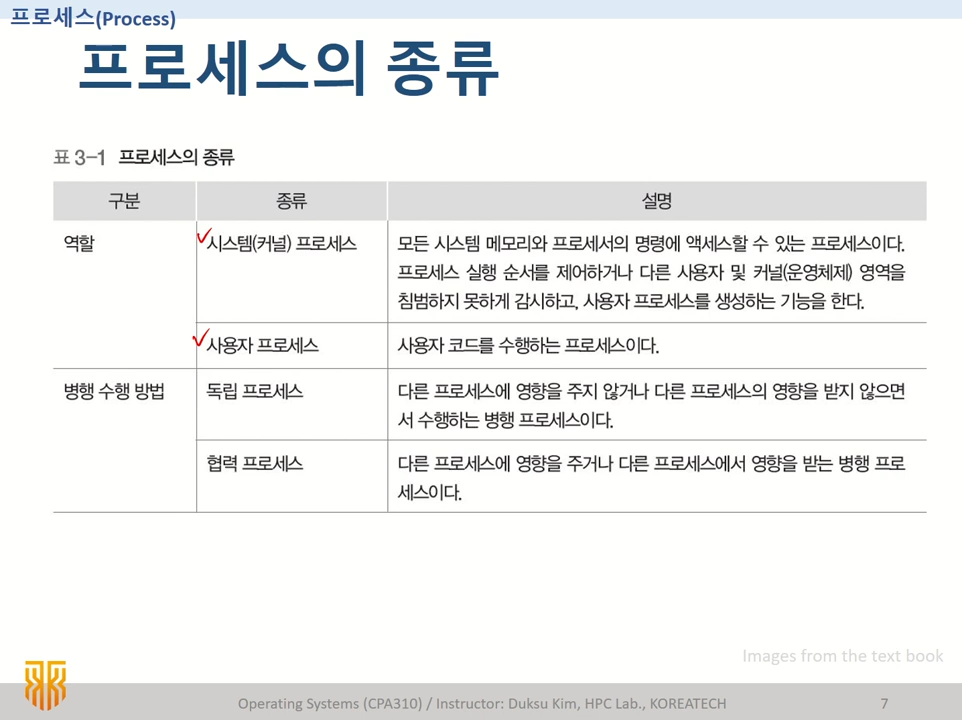 프로세스(Process)
프로세스의 종류
표 3-1 프로세스의 종류
구분 종류 설명
역할 시스템(커널) 프로세스 모든 시스템 메모리와 프로세서의 명령에 액세스할 수 있는 프로세스이다.
프로세스 실행 순서를 제어하거나 다른 사용자 및 커널(운영체제) 영역을
침범하지 못하게 감시하고, 사용자 프로세스를 생성하는 기능을 한다.
사용자 프로세스 사용자 코드를 수행하는 프로세스이다.
병행 수행 방법 독립 프로세스 다른 프로세스에 영향을 주지 않거나 다른 프로세스의 영향을 받지 않으면
서 수행하는 병행 프로세스이다.
협력 프로세스 다른 프로세스에 영향을 주거나 다른 프로세스에서 영향을 받는 병행 프로
세스이다.
Images from the text book
Operating Systems (CPA310) / Instructor: Duksu Kim, HPC Lab., KOREATECH 7